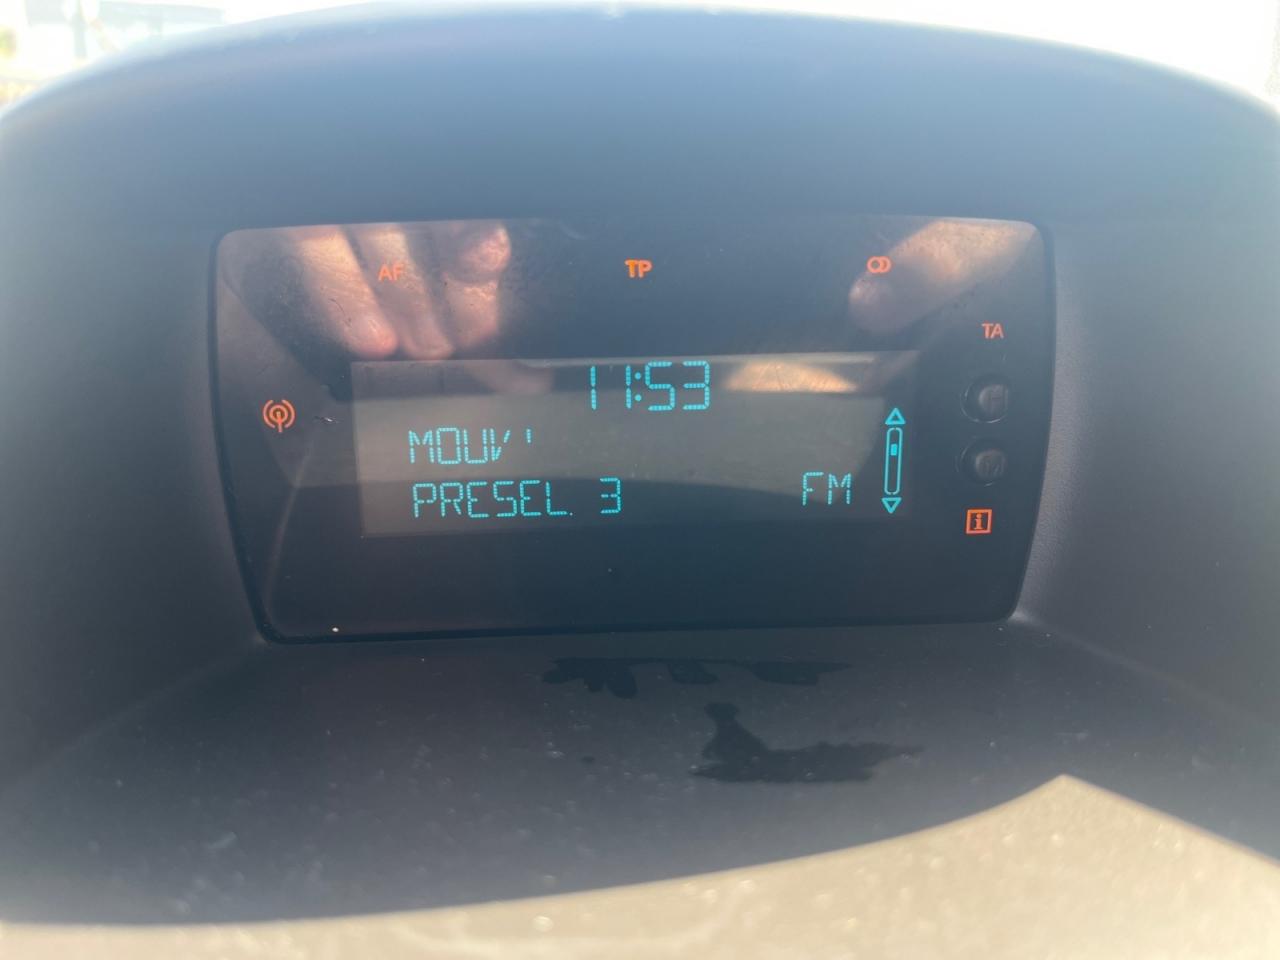 AF TP
TA
11:53
H
MOUV'
M
PRESEL. 3 FM
i